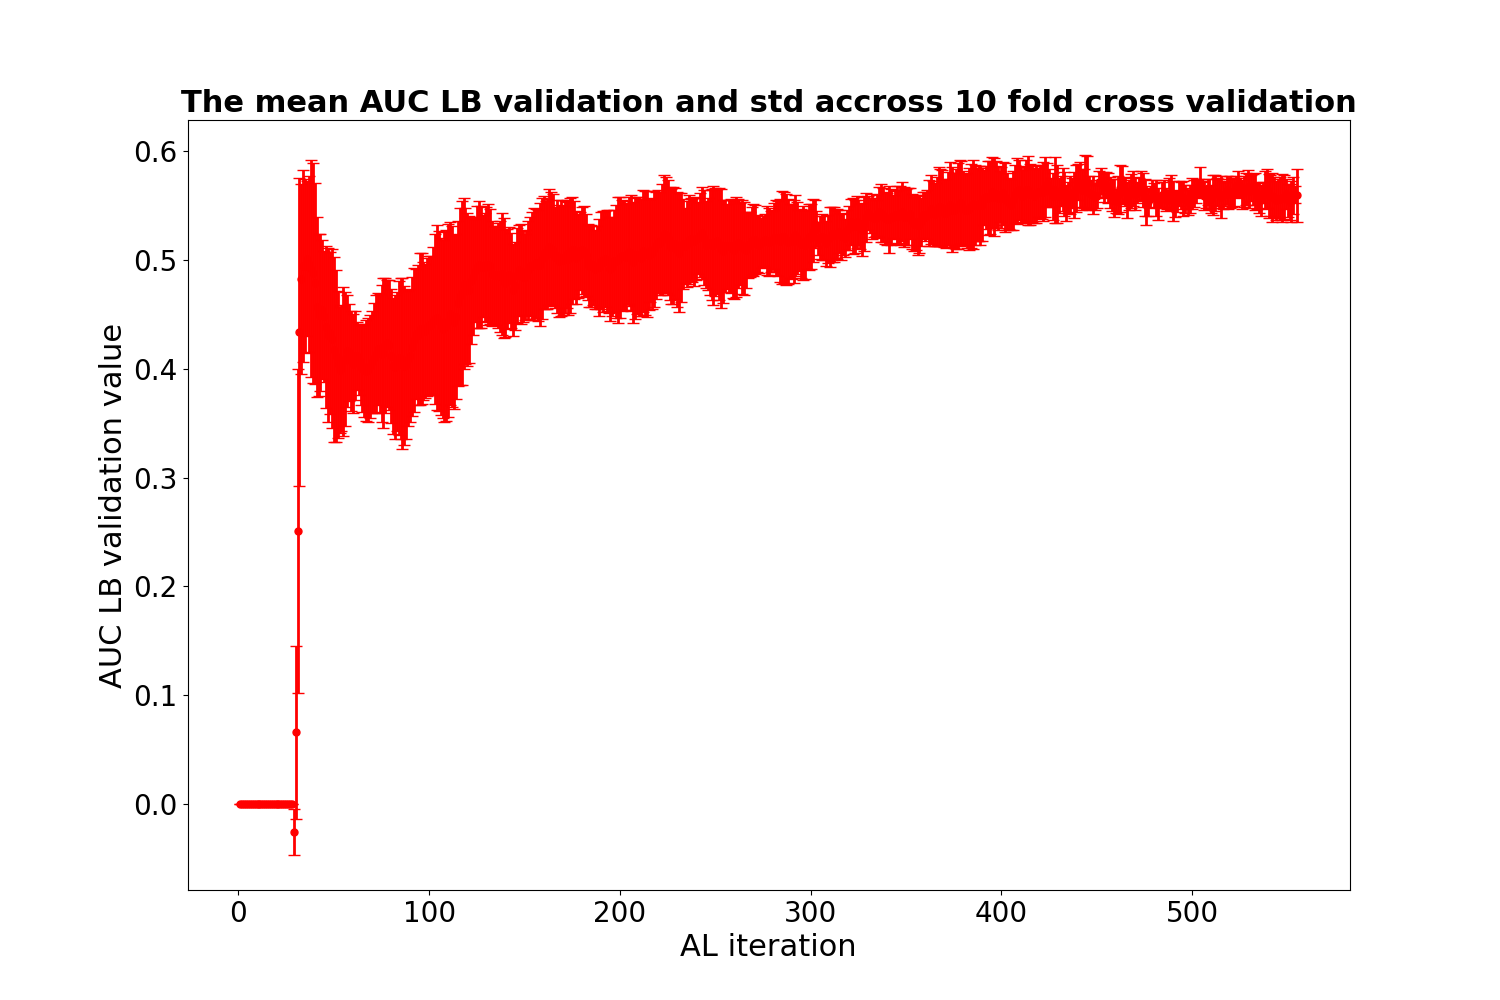 The mean AUC LB validation and std accross 10 fold cross validation
0.6
0.5
0.4
0.3
0.2
0.1
0.0
AUC LB validation value
0 100 200 300 400 500
AL iteration